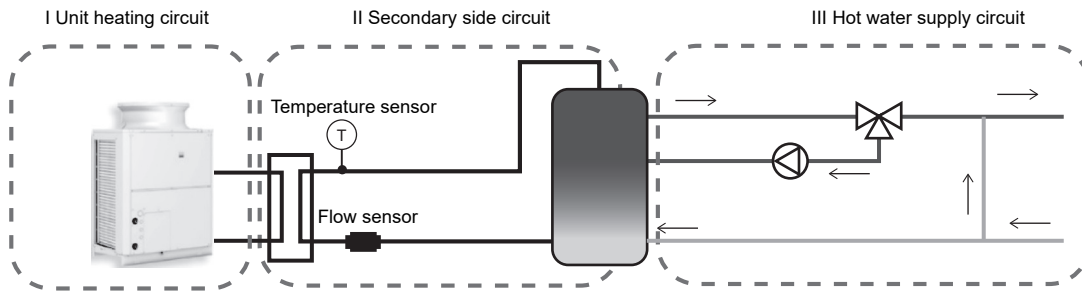 I Unit heating circuit
II Secondary side circuit
III Hot water supply circuit
Temperature sensor
T
Flow sensor